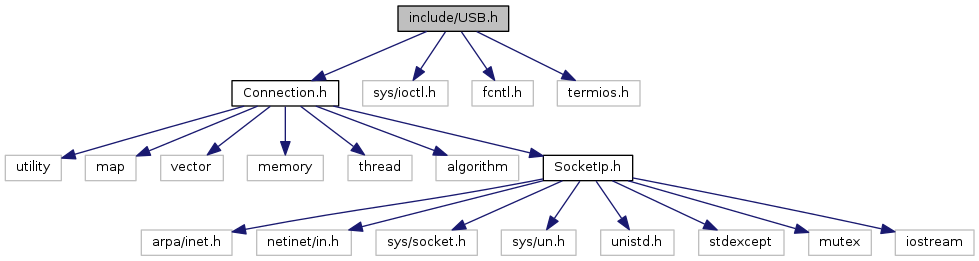 include/USB.h
Connection.h
sys/ioctl.h
fcntl.h
termios.h
utility
map
vector
memory
thread
algorithm
SocketIp.h
arpa/inet.h
netinet/in.h
sys/socket.h
sys/un.h
unistd.h
stdexcept
mutex
iostream